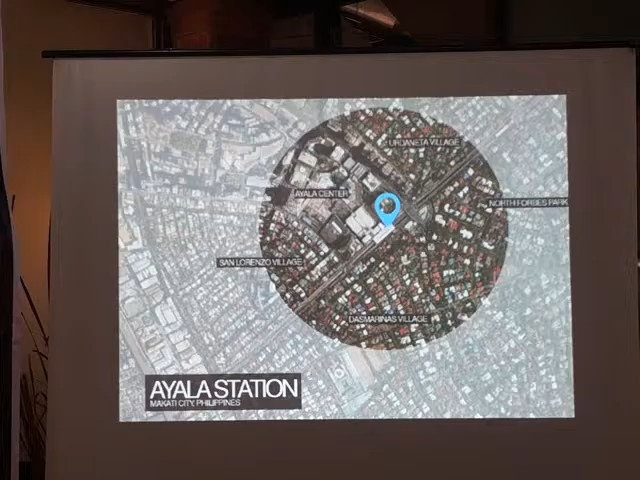 URDANETA VILLAGE
AYALA CENTER
NORTH FORBES PARK
SAN LORENZO VILLAGE
DASMARINAS VILLAGE
AYALA STATION
MAKATI CITY, PHILIPPINES